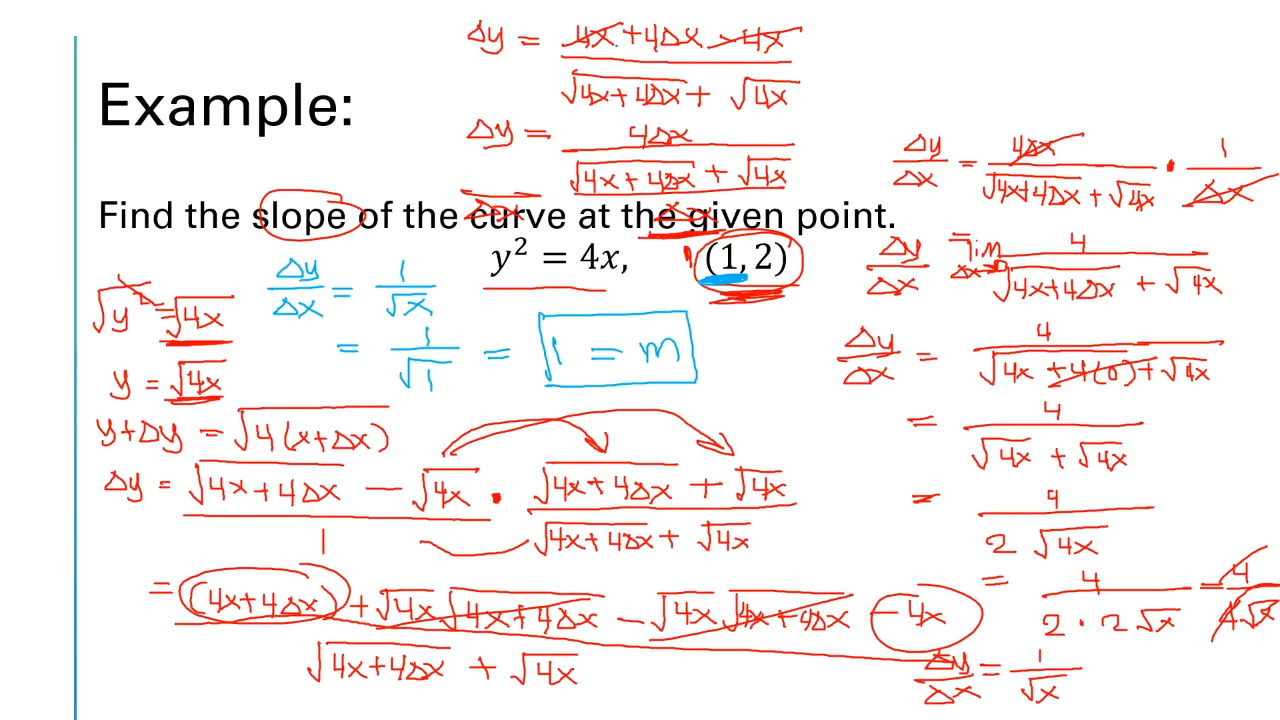 Example:
Find the slope of the curve at the given point.
y² = 4x, (1, 2)
√y² = √4x
y = √4x
y+Δy = √4(x+Δx)
Δy = (√4x+4Δx − √4x)/1 · (√4x+4Δx + √4x)/(√4x+4Δx + √4x)
= ((4x+4Δx) + √4x √4x+4Δx − √4x √4x+4Δx − 4x)/(√4x+4Δx + √4x)
Δy = (4x+4Δx−4x)/(√4x+4Δx + √4x)
Δy = 4Δx/(√4x+4Δx + √4x)
Δx Δx
Δy/Δx = 4Δx/(√4x+4Δx + √4x) · 1/Δx
Δy/Δx = lim Δx→0 4/(√4x+4Δx + √4x)
Δy/Δx = 4/(√4x+4(0) + √4x)
= 4/(√4x + √4x)
= 4/(2√4x)
= 4/(2·2√x) = 4/(4√x)
Δy/Δx = 1/√x
Δy/Δx = 1/√x
= 1/√1 = 1 = m